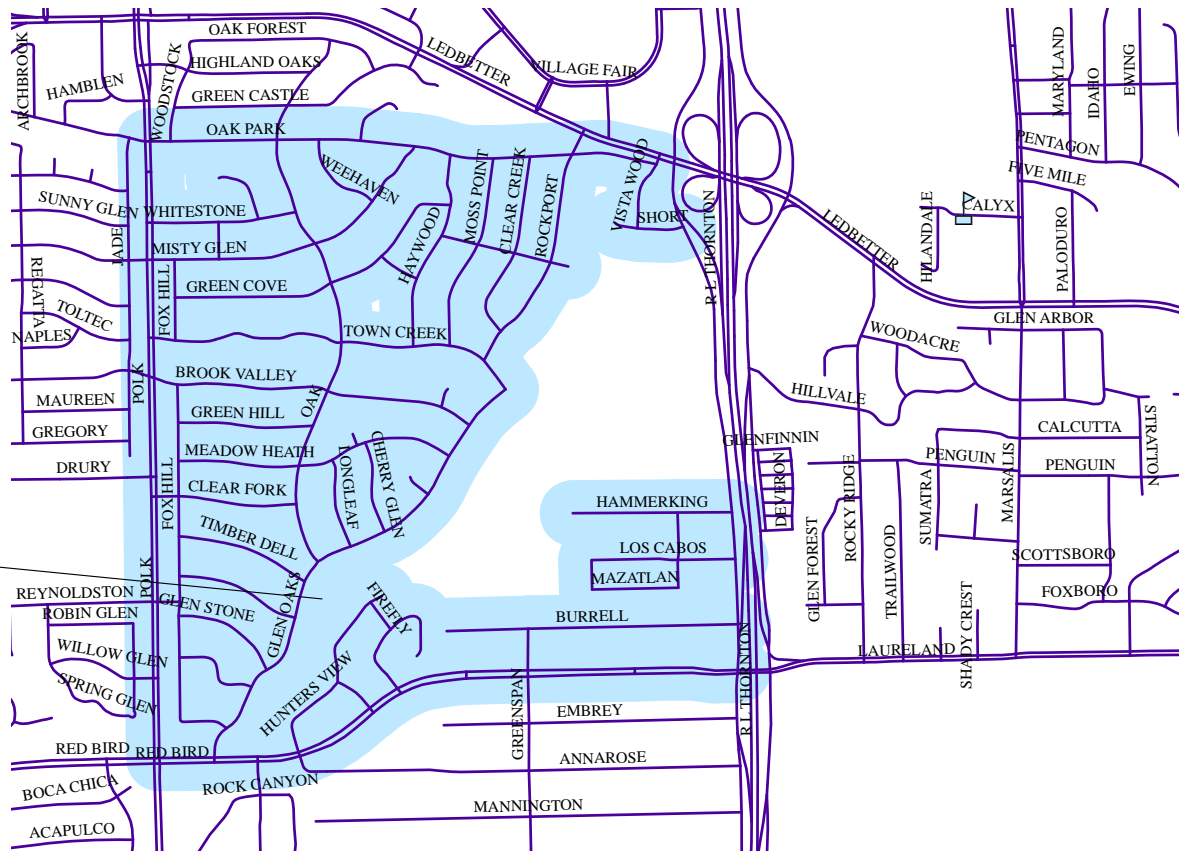 OAK FOREST
LEDBETTER
VILLAGE FAIR
ARCHBROOK
WOODSTOCK
HIGHLAND OAKS
HAMBLEN
GREEN CASTLE
OAK PARK
MARYLAND
IDAHO
EWING
PENTAGON
FIVE MILE
WEEHAVEN
MOSS POINT
CLEAR CREEK
ROCKPORT
VISTA WOOD
SHORT
R L THORNTON
LEDBETTER
HILANDALE
CALYX
PALODURO
SUNNY GLEN
WHITESTONE
JADE
MISTY GLEN
HAYWOOD
REGATTA
FOX HILL
GREEN COVE
TOLTEC
NAPLES
TOWN CREEK
GLEN ARBOR
WOODACRE
BROOK VALLEY
POLK
MAUREEN
GREEN HILL
OAK
HILLVALE
GREGORY
GLENFINNIN
CALCUTTA
STRATTON
DRURY
MEADOW HEATH
LONGLEAF
CHERRY GLEN
FOX HILL
CLEAR FORK
DEVERON
ROCKY RIDGE
PENGUIN
SUMATRA
MARSALIS
PENGUIN
HAMMERKING
TIMBER DELL
LOS CABOS
MAZATLAN
GLEN FOREST
TRAILWOOD
SCOTTSBORO
FOXBORO
POLK
REYNOLDSTON
ROBIN GLEN
GLEN STONE
GLEN OAKS
FIREFLY
BURRELL
SHADY CREST
LAURELAND
WILLOW GLEN
SPRING GLEN
HUNTERS VIEW
GREENSPAN
R L THORNTON
EMBREY
RED BIRD
RED BIRD
ANNAROSE
BOCA CHICA
ROCK CANYON
MANNINGTON
ACAPULCO